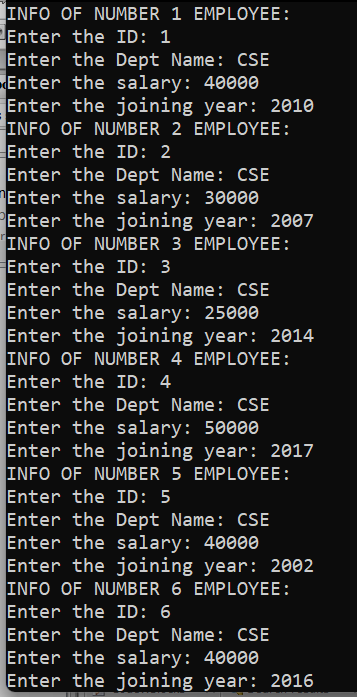 INFO OF NUMBER 1 EMPLOYEE:
Enter the ID: 1
Enter the Dept Name: CSE
Enter the salary: 40000
Enter the joining year: 2010
INFO OF NUMBER 2 EMPLOYEE:
Enter the ID: 2
Enter the Dept Name: CSE
Enter the salary: 30000
Enter the joining year: 2007
INFO OF NUMBER 3 EMPLOYEE:
Enter the ID: 3
Enter the Dept Name: CSE
Enter the salary: 25000
Enter the joining year: 2014
INFO OF NUMBER 4 EMPLOYEE:
Enter the ID: 4
Enter the Dept Name: CSE
Enter the salary: 50000
Enter the joining year: 2017
INFO OF NUMBER 5 EMPLOYEE:
Enter the ID: 5
Enter the Dept Name: CSE
Enter the salary: 40000
Enter the joining year: 2002
INFO OF NUMBER 6 EMPLOYEE:
Enter the ID: 6
Enter the Dept Name: CSE
Enter the salary: 40000
Enter the joining year: 2016